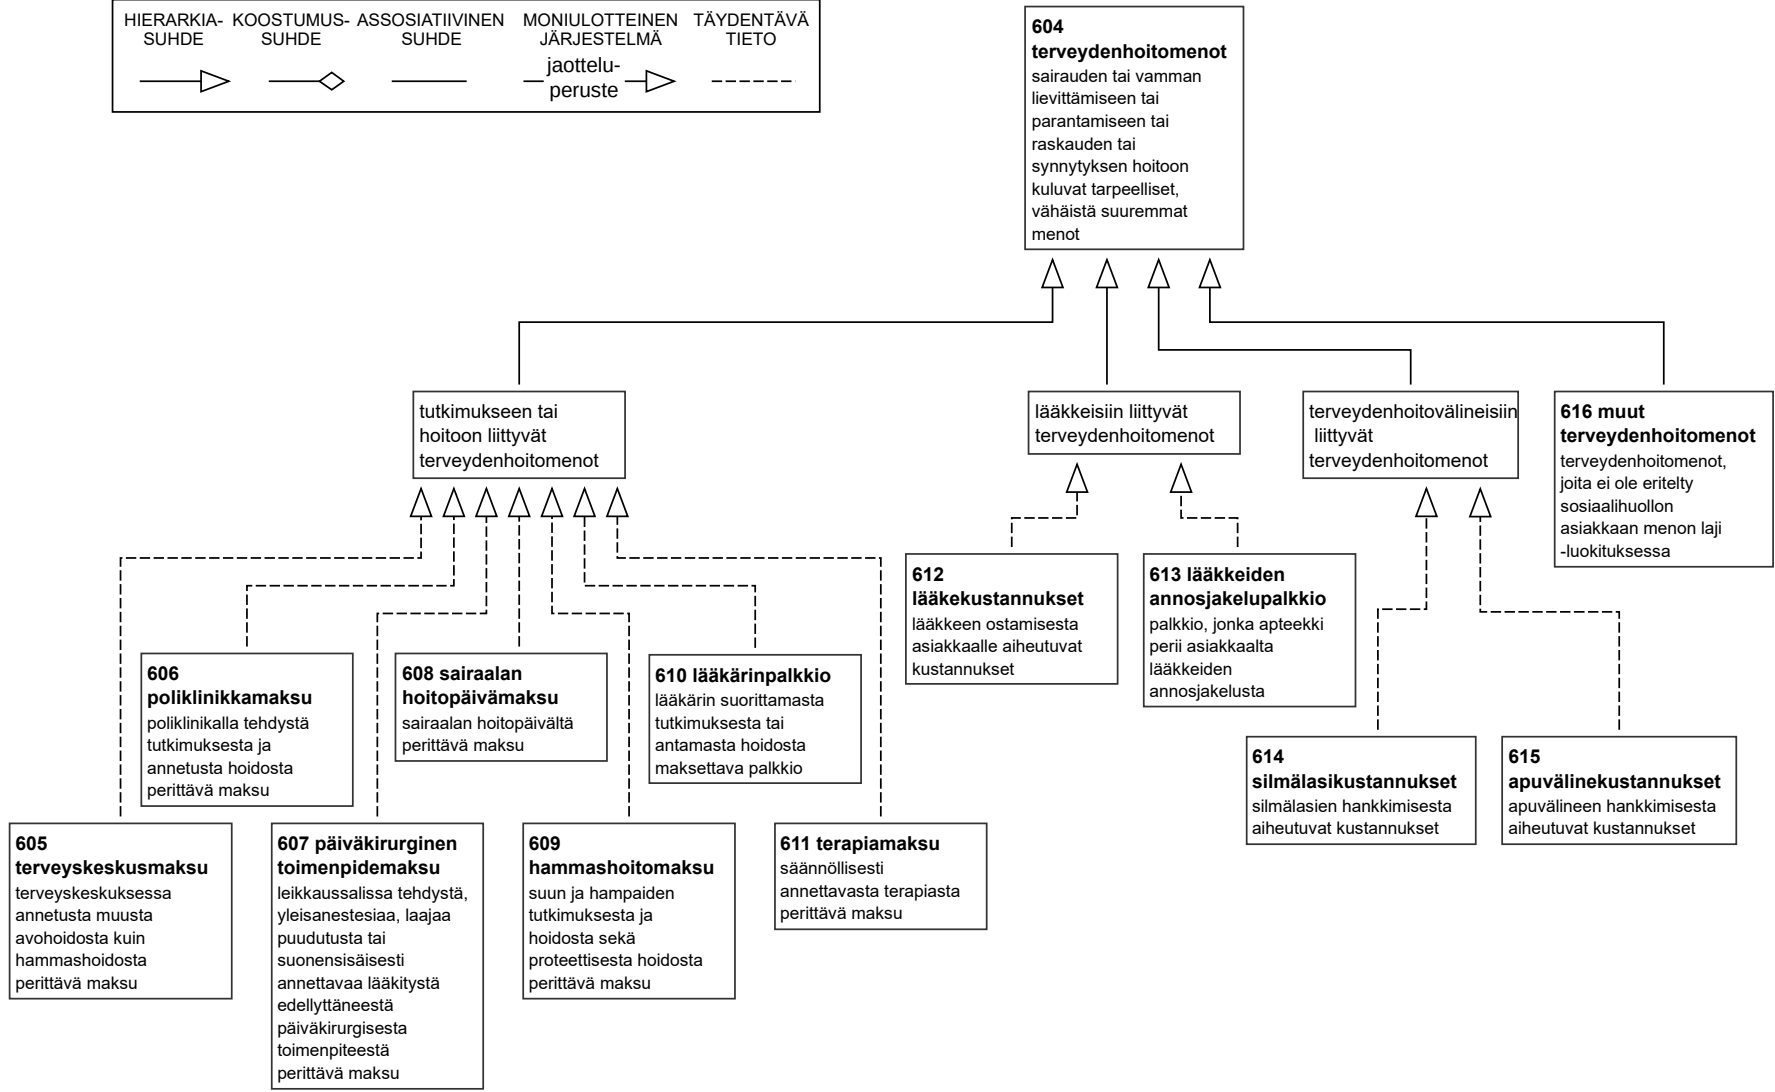 HIERARKIA-
SUHDE
KOOSTUMUS-
SUHDE
ASSOSIATIIVINEN
SUHDE
MONIULOTTEINEN
JÄRJESTELMÄ
TÄYDENTÄVÄ
TIETO
jaottelu-
peruste
604
terveydenhoitomenot
sairauden tai vamman
lievittämiseen tai
parantamiseen tai
raskauden tai
synnytyksen hoitoon
kuluvat tarpeelliset,
vähäistä suuremmat
menot
tutkimukseen tai
hoitoon liittyvät
terveydenhoitomenot
lääkkeisiin liittyvät
terveydenhoitomenot
terveydenhoitovälineisiin
liittyvät
terveydenhoitomenot
616 muut
terveydenhoitomenot
terveydenhoitomenot,
joita ei ole eritelty
sosiaalihuollon
asiakkaan menon laji
-luokituksessa
612
lääkekustannukset
lääkkeen ostamisesta
asiakkaalle aiheutuvat
kustannukset
613 lääkkeiden
annosjakelupalkkio
palkkio, jonka apteekki
perii asiakkaalta
lääkkeiden
annosjakelusta
606
poliklinikkamaksu
poliklinikalla tehdystä
tutkimuksesta ja
annetusta hoidosta
perittävä maksu
608 sairaalan
hoitopäivämaksu
sairaalan hoitopäivältä
perittävä maksu
610 lääkärinpalkkio
lääkärin suorittamasta
tutkimuksesta tai
antamasta hoidosta
maksettava palkkio
614
silmälasikustannukset
silmälasien hankkimisesta
aiheutuvat kustannukset
615
apuvälinekustannukset
apuvälineen hankkimisesta
aiheutuvat kustannukset
605
terveyskeskusmaksu
terveyskeskuksessa
annetusta muusta
avohoidosta kuin
hammashoidosta
perittävä maksu
607 päiväkirurginen
toimenpidemaksu
leikkaussalissa tehdystä,
yleisanestesiaa, laajaa
puudutusta tai
suonensisäisesti
annettavaa lääkitystä
edellyttäneestä
päiväkirurgisesta
toimenpiteestä
perittävä maksu
609
hammashoitomaksu
suun ja hampaiden
tutkimuksesta ja
hoidosta sekä
proteettisesta hoidosta
perittävä maksu
611 terapiamaksu
säännöllisesti
annettavasta terapiasta
perittävä maksu